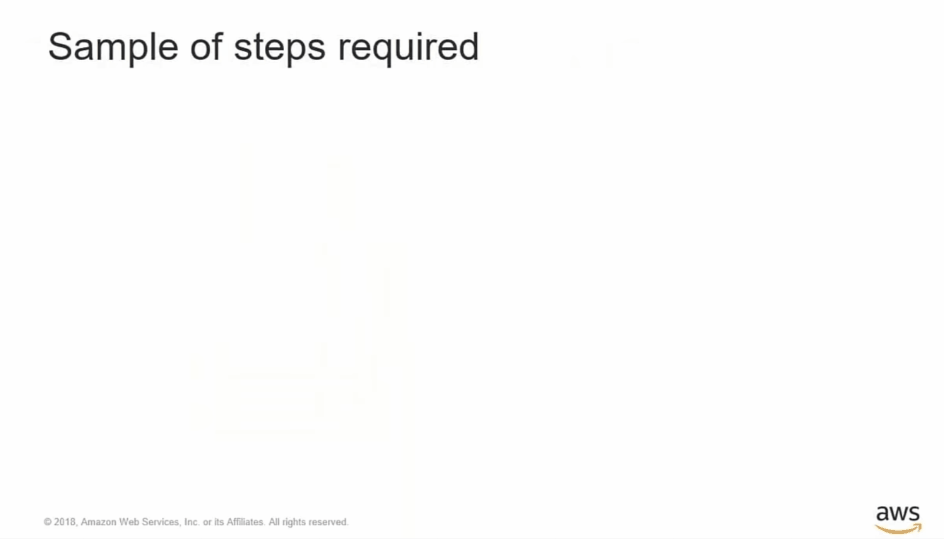 Sample of steps required
© 2018, Amazon Web Services, Inc. or its Affiliates. All rights reserved.
aws